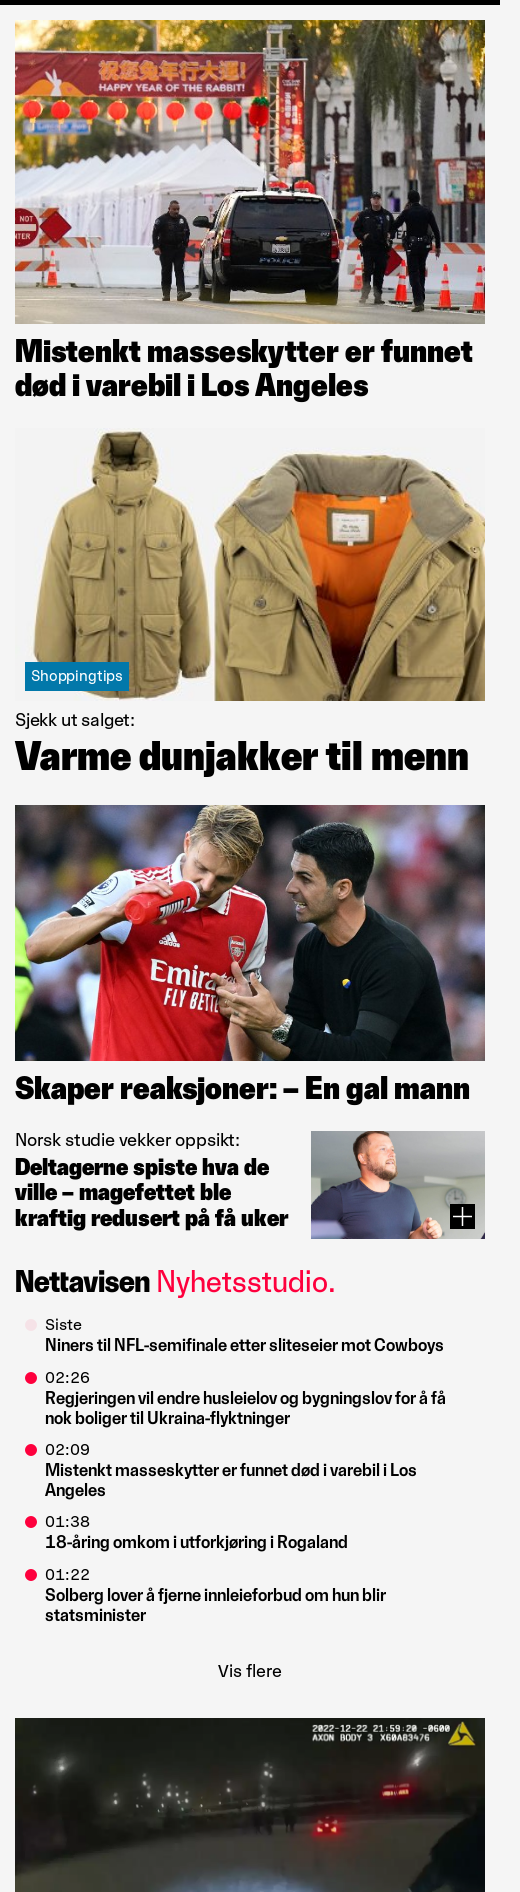 祝您兔年行大運!
HAPPY YEAR OF THE RABBIT!
NOT
POLICE
Mistenkt masseskytter er funnet
død i varebil i Los Angeles
Shoppingtips
Sjekk ut salget:
Varme dunjakker til menn
adidas
Arsenal
Emira
FLY BETTE
Skaper reaksjoner: – En gal mann
Norsk studie vekker oppsikt:
Deltagerne spiste hva de
ville – magefettet ble
kraftig redusert på få uker
Nettavisen Nyhetsstudio.
Siste
Niners til NFL-semifinale etter sliteseier mot Cowboys
02:26
Regjeringen vil endre husleielov og bygningslov for å få
nok boliger til Ukraina-flyktninger
02:09
Mistenkt masseskytter er funnet død i varebil i Los
Angeles
01:38
18-åring omkom i utforkjøring i Rogaland
01:22
Solberg lover å fjerne innleieforbud om hun blir
statsminister
Vis flere
2022-12-22 21:59:20 -0600
AXON BODY 3 X60AB3476